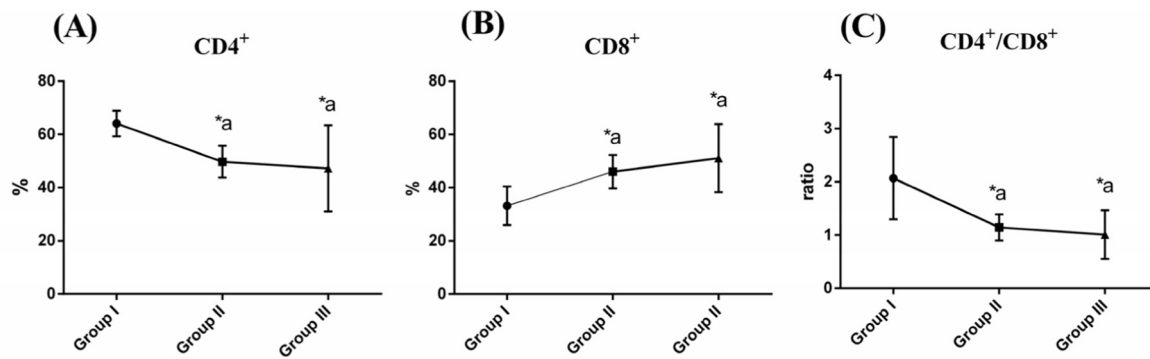 (A)
CD4⁺
80
60
40
20
0
%
*a
*a
Group I
Group II
Group III
(B)
CD8⁺
80
60
40
20
0
%
*a
*a
Group I
Group II
Group III
(C)
CD4⁺/CD8⁺
4
3
2
1
0
ratio
*a
*a
Group I
Group II
Group III